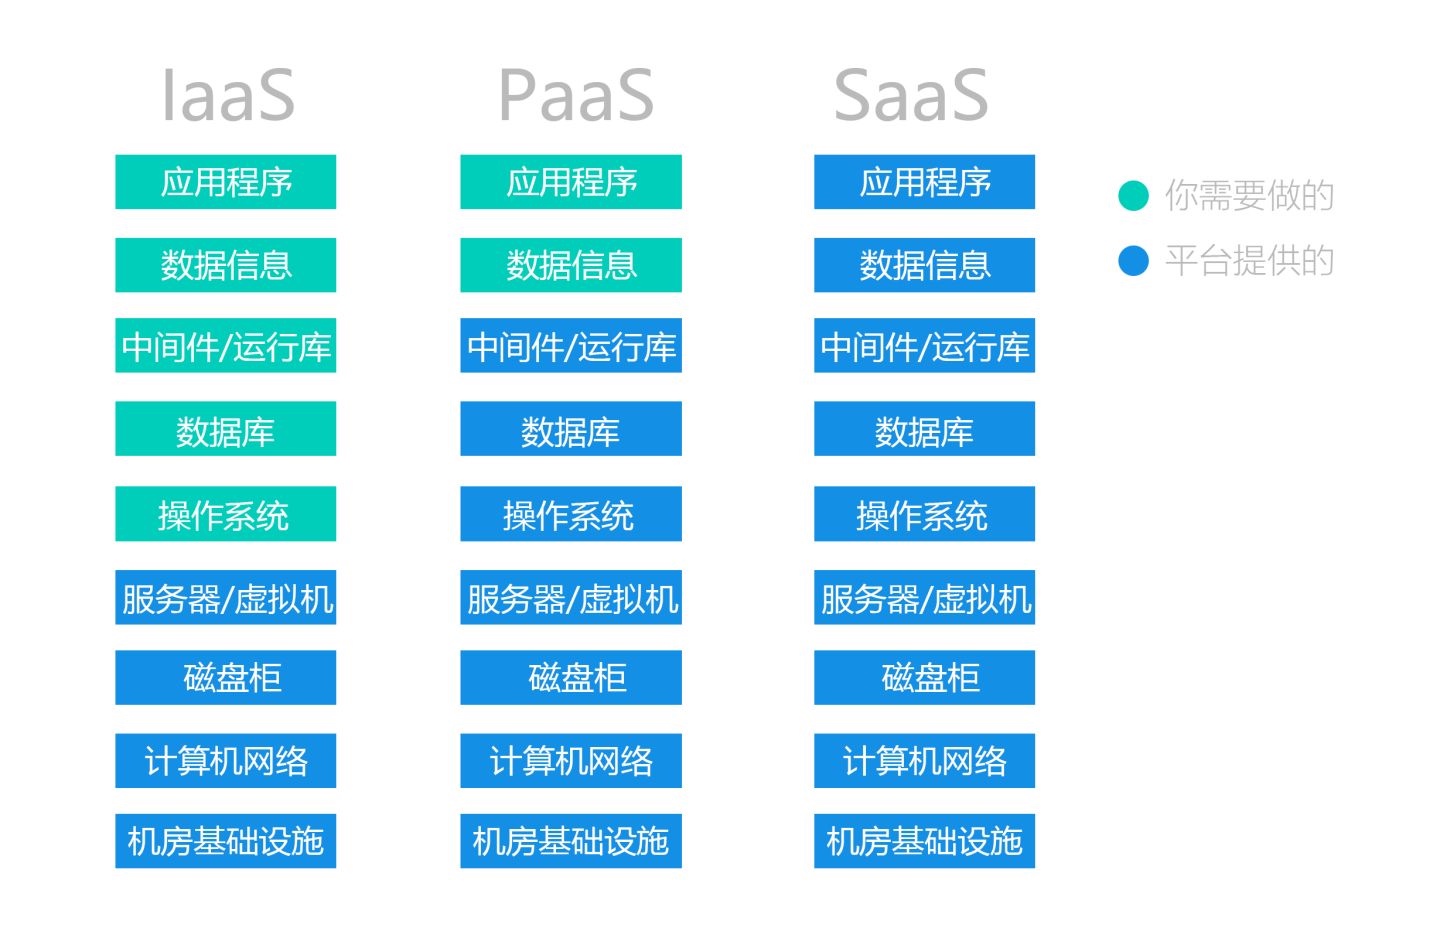 IaaS PaaS SaaS
应用程序 应用程序 应用程序 你需要做的
数据信息 数据信息 数据信息 平台提供的
中间件/运行库 中间件/运行库 中间件/运行库
数据库 数据库 数据库
操作系统 操作系统 操作系统
服务器/虚拟机 服务器/虚拟机 服务器/虚拟机
磁盘柜 磁盘柜 磁盘柜
计算机网络 计算机网络 计算机网络
机房基础设施 机房基础设施 机房基础设施